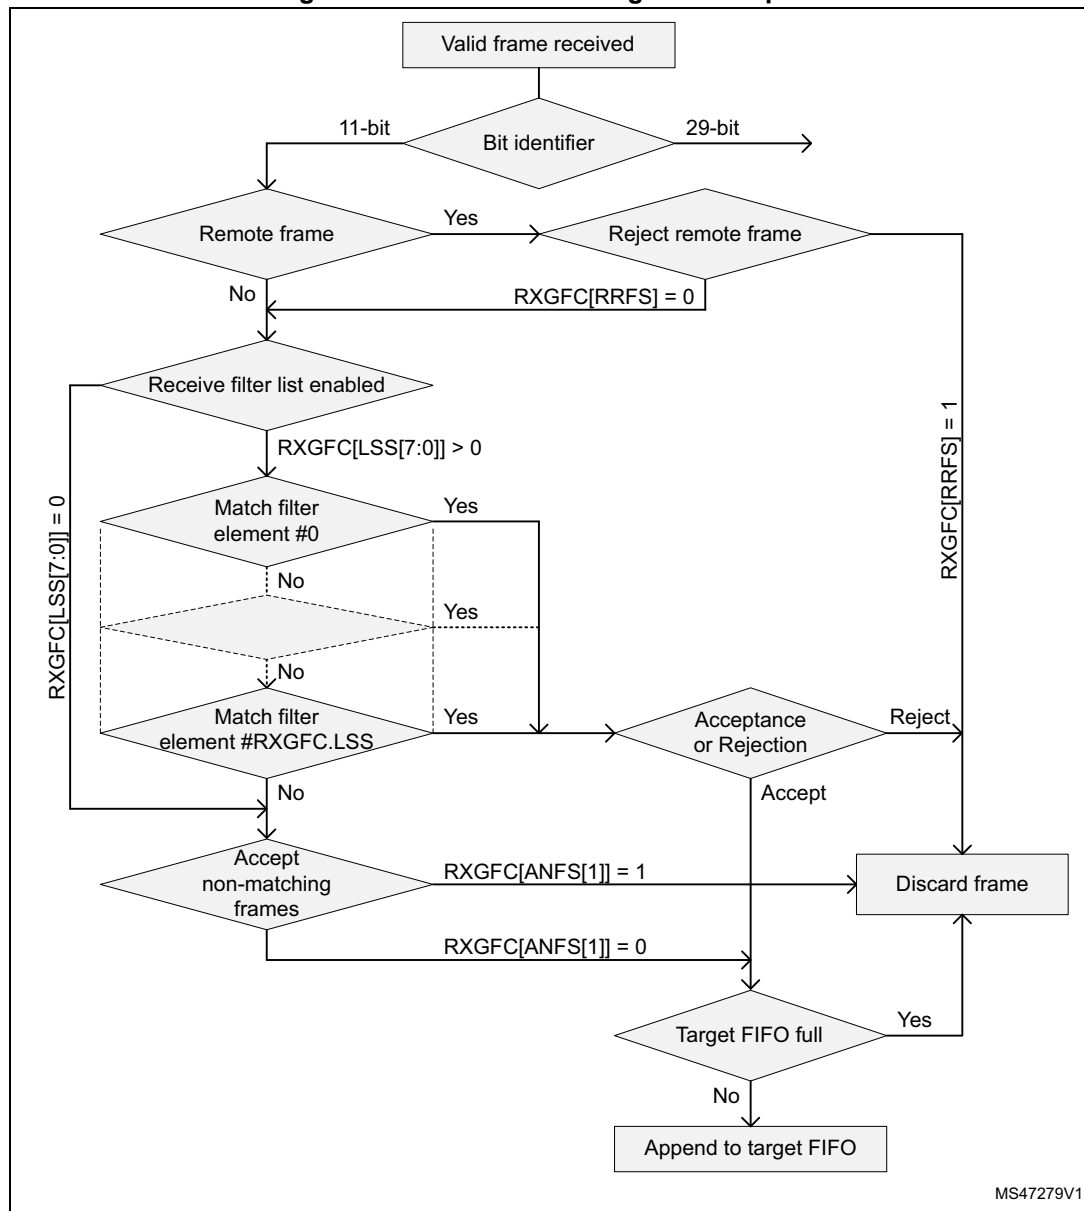 Valid frame received
11-bit
Bit identifier
29-bit
Remote frame
Yes
Reject remote frame
No
RXGFC[RRFS] = 0
Receive filter list enabled
RXGFC[LSS[7:0]] > 0
RXGFC[RRFS] = 1
RXGFC[LSS[7:0]] = 0
Match filter
element #0
Yes
No
Yes
No
Match filter
element #RXGFC.LSS
Yes
Acceptance
or Rejection
Reject
No
Accept
Accept
non-matching
frames
RXGFC[ANFS[1]] = 1
Discard frame
RXGFC[ANFS[1]] = 0
Target FIFO full
Yes
No
Append to target FIFO
MS47279V1